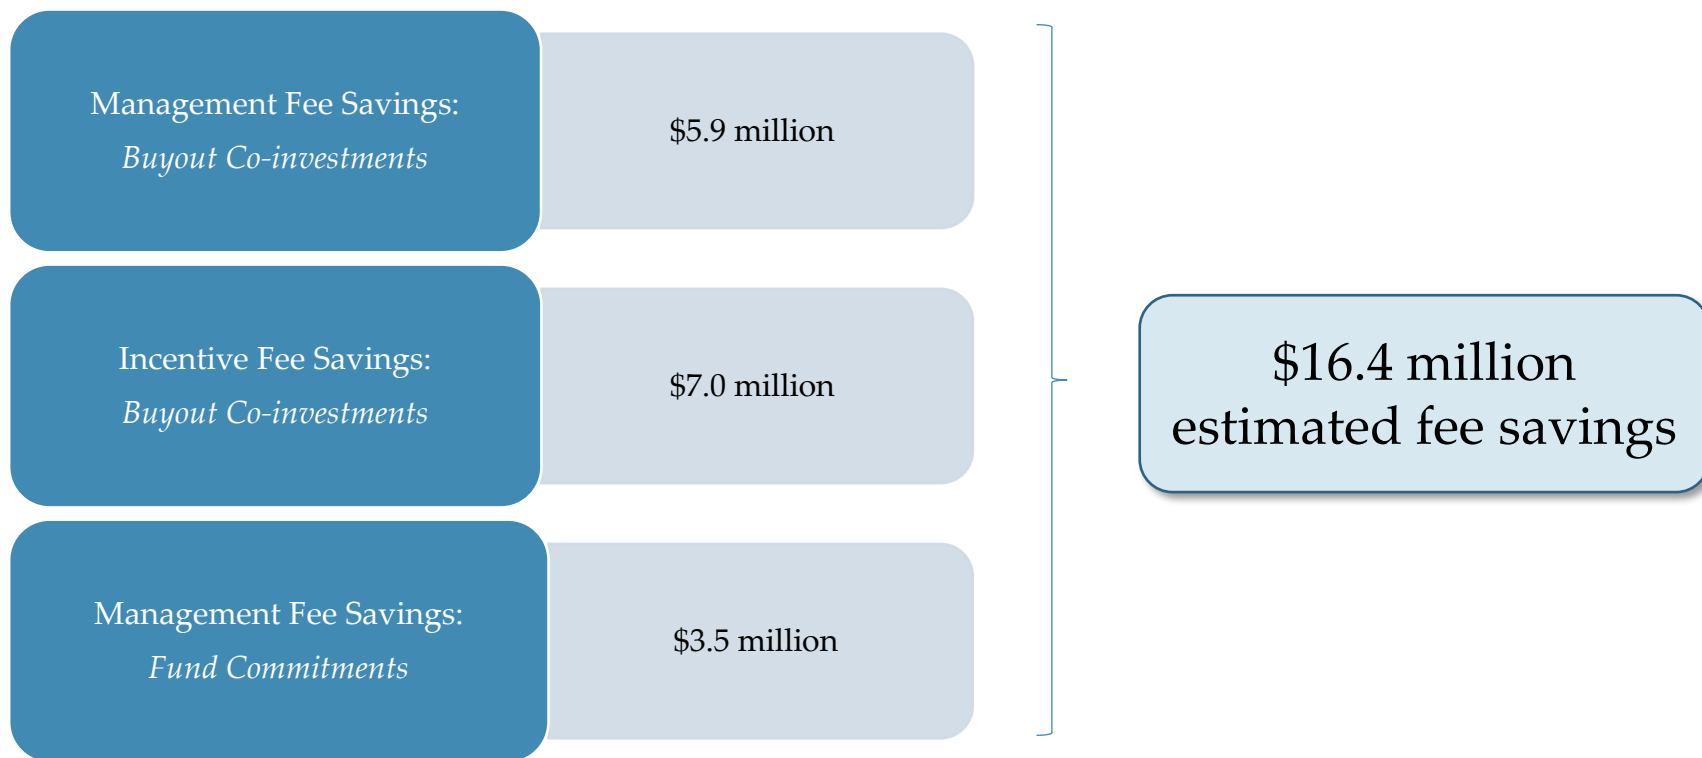 Management Fee Savings:
Buyout Co-investments
$5.9 million
Incentive Fee Savings:
Buyout Co-investments
$7.0 million
Management Fee Savings:
Fund Commitments
$3.5 million
$16.4 million
estimated fee savings